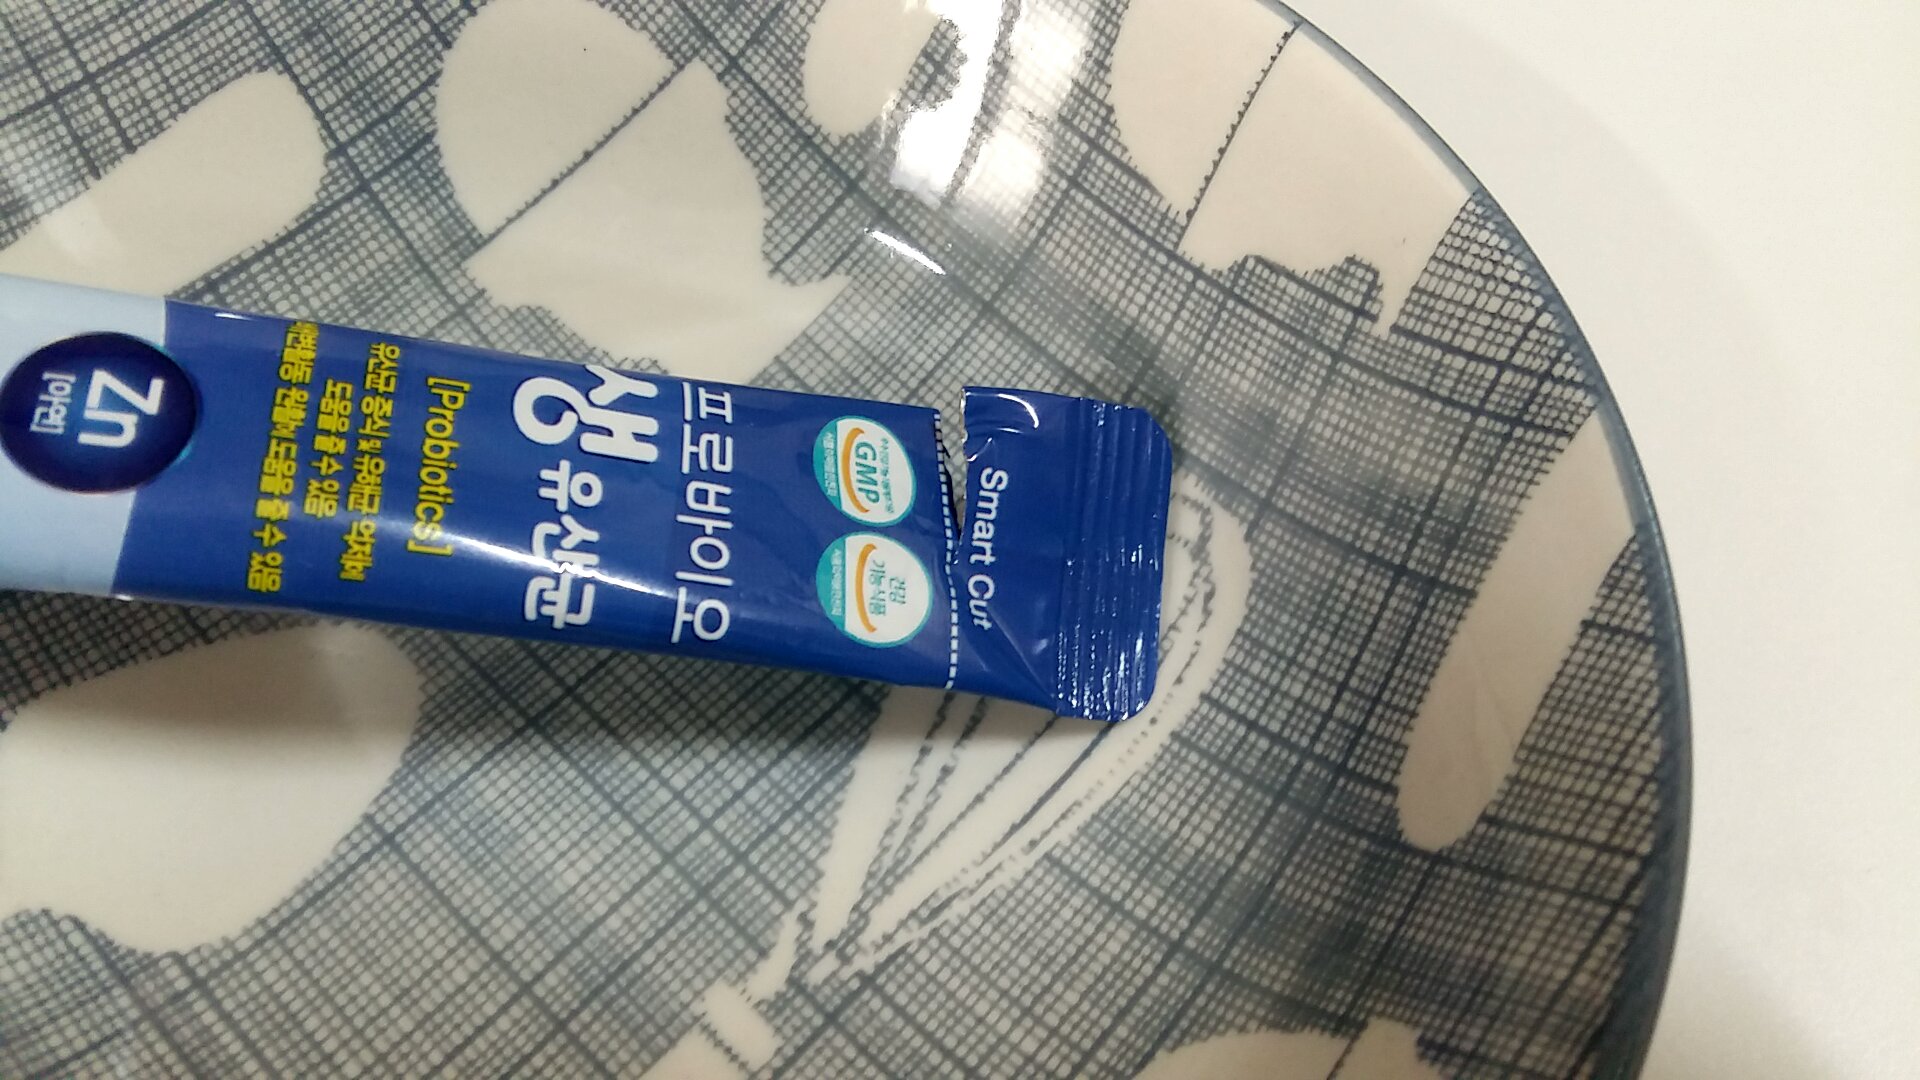 Smart Cut
GMP
건강
기능식품
프로바이오
생유산균
[Probiotics]
유산균 증식 및 유해균 억제에
도움을 줄 수 있음
배변활동 원활에 도움을 줄 수 있음
Zn
[아연]